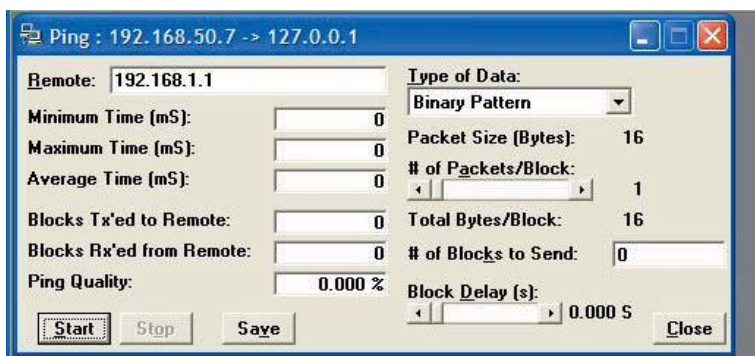 Ping : 192.168.50.7 -> 127.0.0.1
Remote: 192.168.1.1
Minimum Time (mS): 0
Maximum Time (mS): 0
Average Time (mS): 0
Blocks Tx'ed to Remote: 0
Blocks Rx'ed from Remote: 0
Ping Quality: 0.000 %
Start Stop Save
Type of Data:
Binary Pattern
Packet Size (Bytes): 16
# of Packets/Block:
1
Total Bytes/Block: 16
# of Blocks to Send: 0
Block Delay (s):
0.000 S
Close